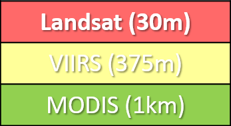 Landsat (30m)
VIIRS (375m)
MODIS (1km)